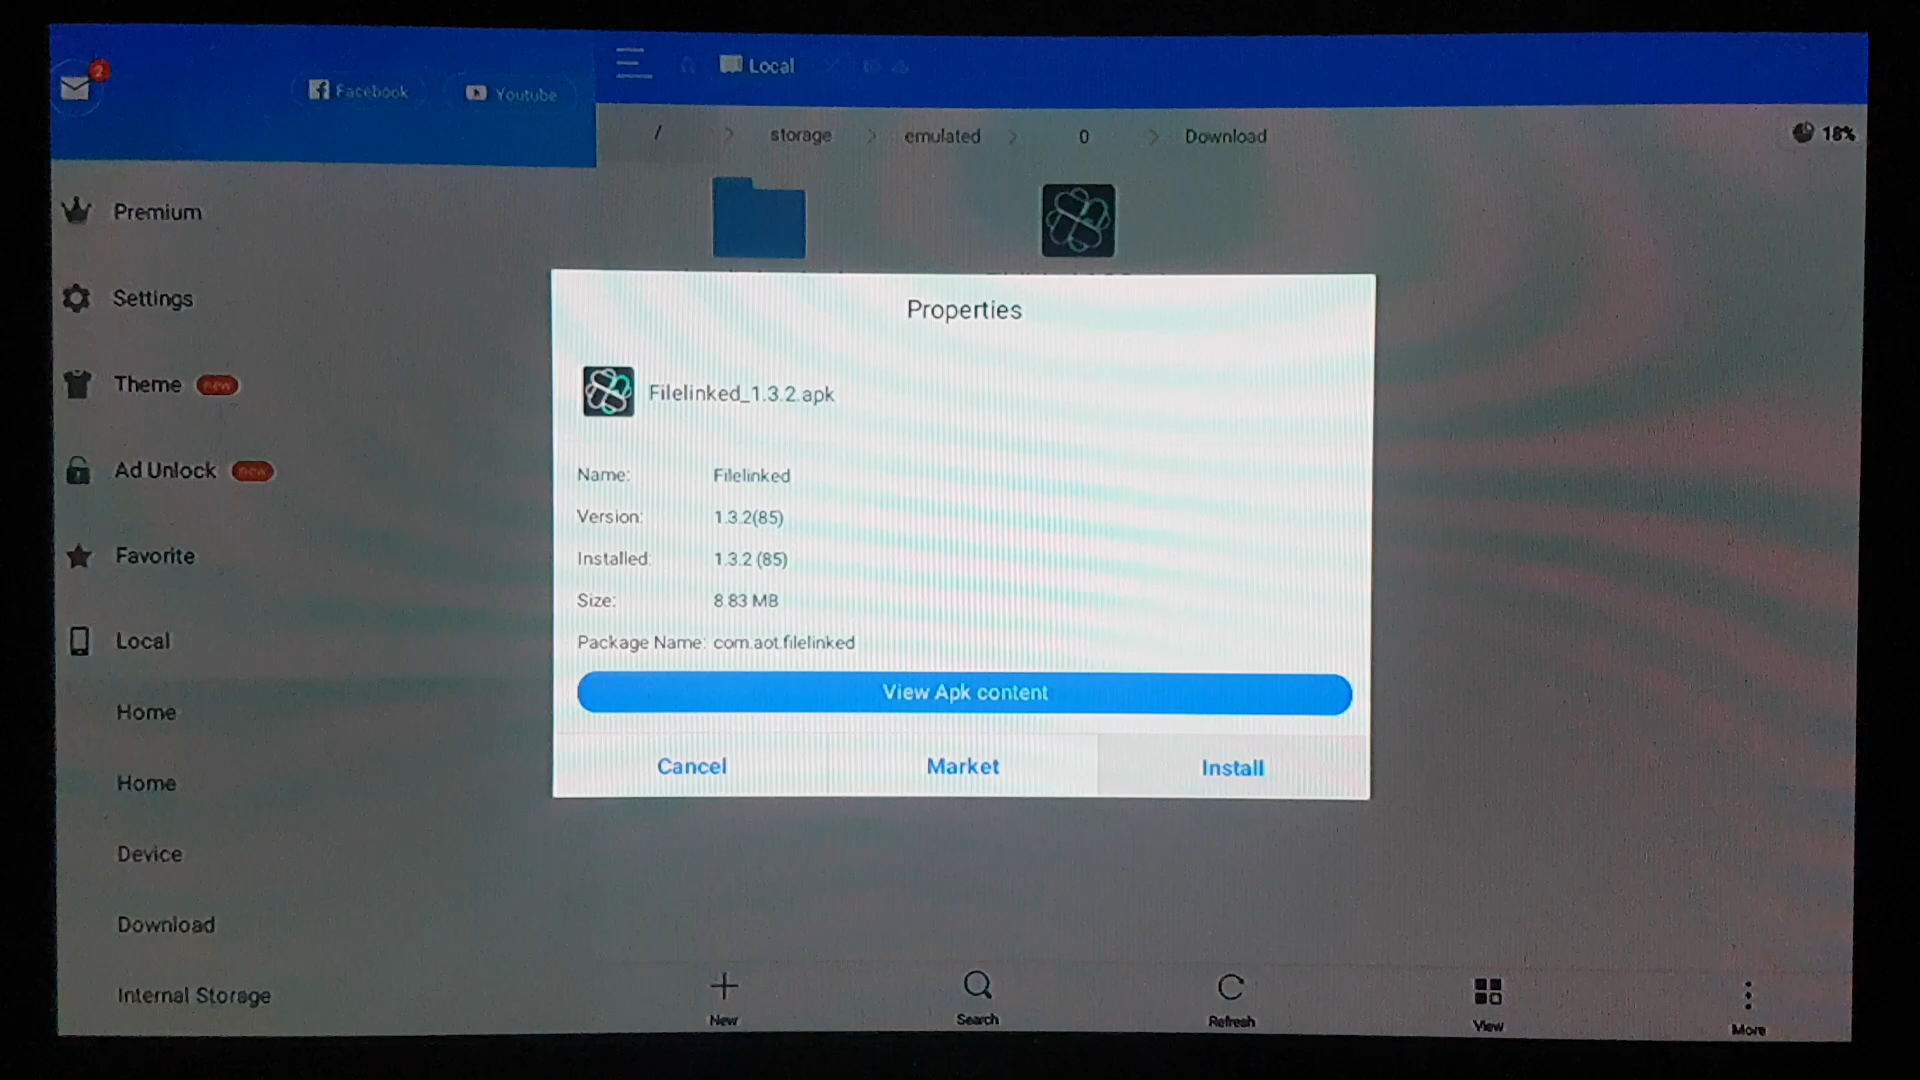 2
Facebook
Youtube
Local
/ > storage > emulated > 0 > Download
18%
Premium
Settings
Theme new
Ad Unlock new
Favorite
Local
Home
Home
Device
Download
Internal Storage
Properties
Filelinked_1.3.2.apk
Name: Filelinked
Version: 1.3.2(85)
Installed: 1.3.2 (85)
Size: 8.83 MB
Package Name: com.aot.filelinked
View Apk content
Cancel Market Install
New Search Refresh View More